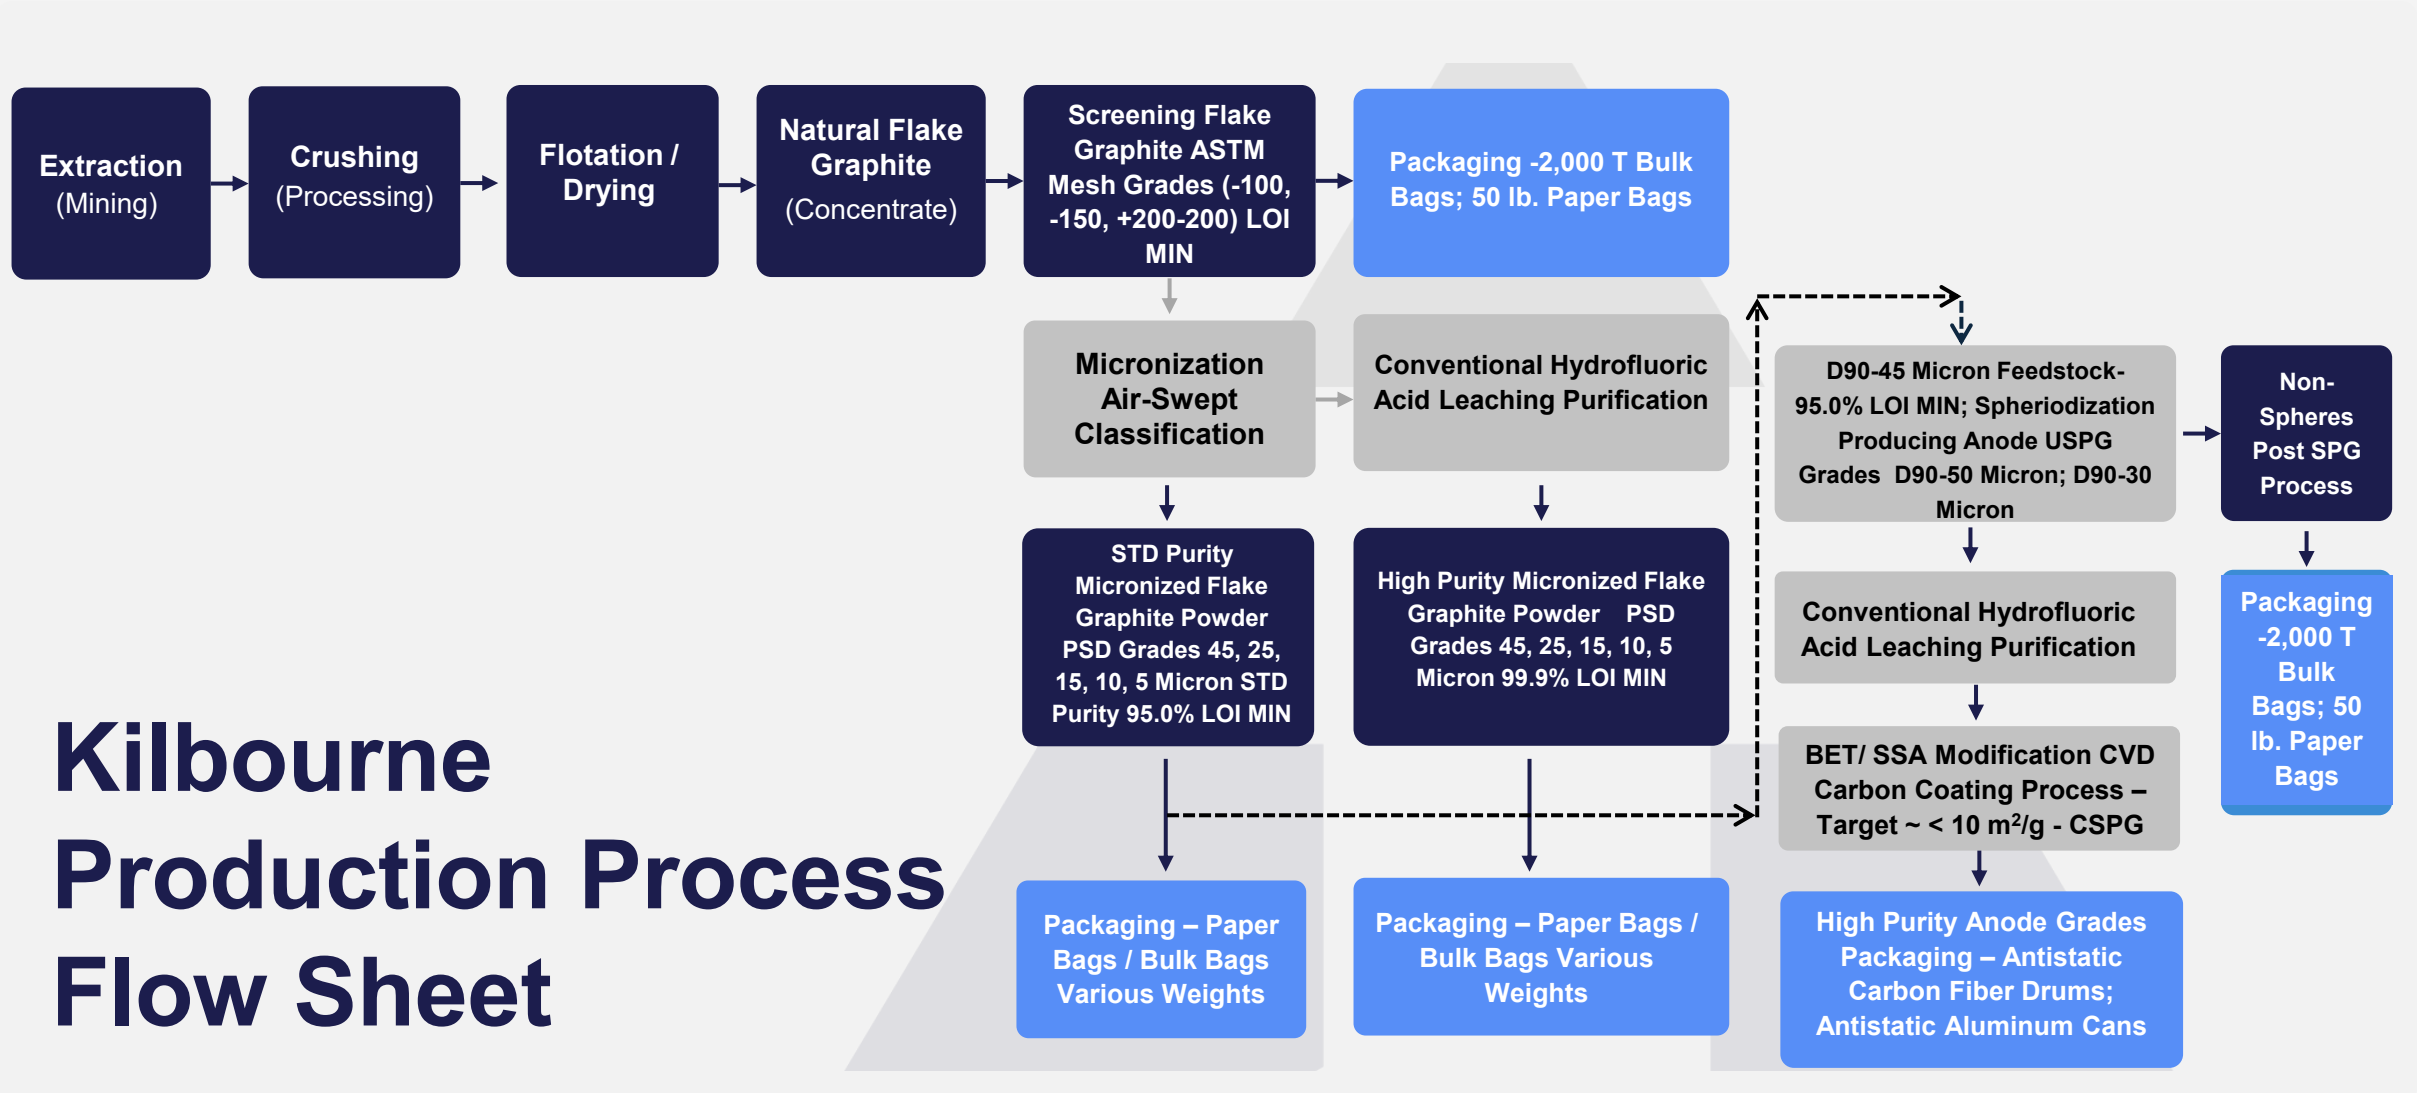 Extraction
(Mining)
Crushing
(Processing)
Flotation /
Drying
Natural Flake
Graphite
(Concentrate)
Screening Flake
Graphite ASTM
Mesh Grades (-100,
-150, +200-200) LOI
MIN
Packaging -2,000 T Bulk
Bags; 50 lb. Paper Bags
Micronization
Air-Swept
Classification
Conventional Hydrofluoric
Acid Leaching Purification
D90-45 Micron Feedstock-
95.0% LOI MIN; Spheriodization
Producing Anode USPG
Grades D90-50 Micron; D90-30
Micron
Non-
Spheres
Post SPG
Process
STD Purity
Micronized Flake
Graphite Powder
PSD Grades 45, 25,
15, 10, 5 Micron STD
Purity 95.0% LOI MIN
High Purity Micronized Flake
Graphite Powder PSD
Grades 45, 25, 15, 10, 5
Micron 99.9% LOI MIN
Conventional Hydrofluoric
Acid Leaching Purification
Packaging
-2,000 T
Bulk
Bags; 50
lb. Paper
Bags
BET/ SSA Modification CVD
Carbon Coating Process –
Target ~ < 10 m²/g - CSPG
Packaging – Paper
Bags / Bulk Bags
Various Weights
Packaging – Paper Bags /
Bulk Bags Various
Weights
High Purity Anode Grades
Packaging – Antistatic
Carbon Fiber Drums;
Antistatic Aluminum Cans
Kilbourne
Production Process
Flow Sheet